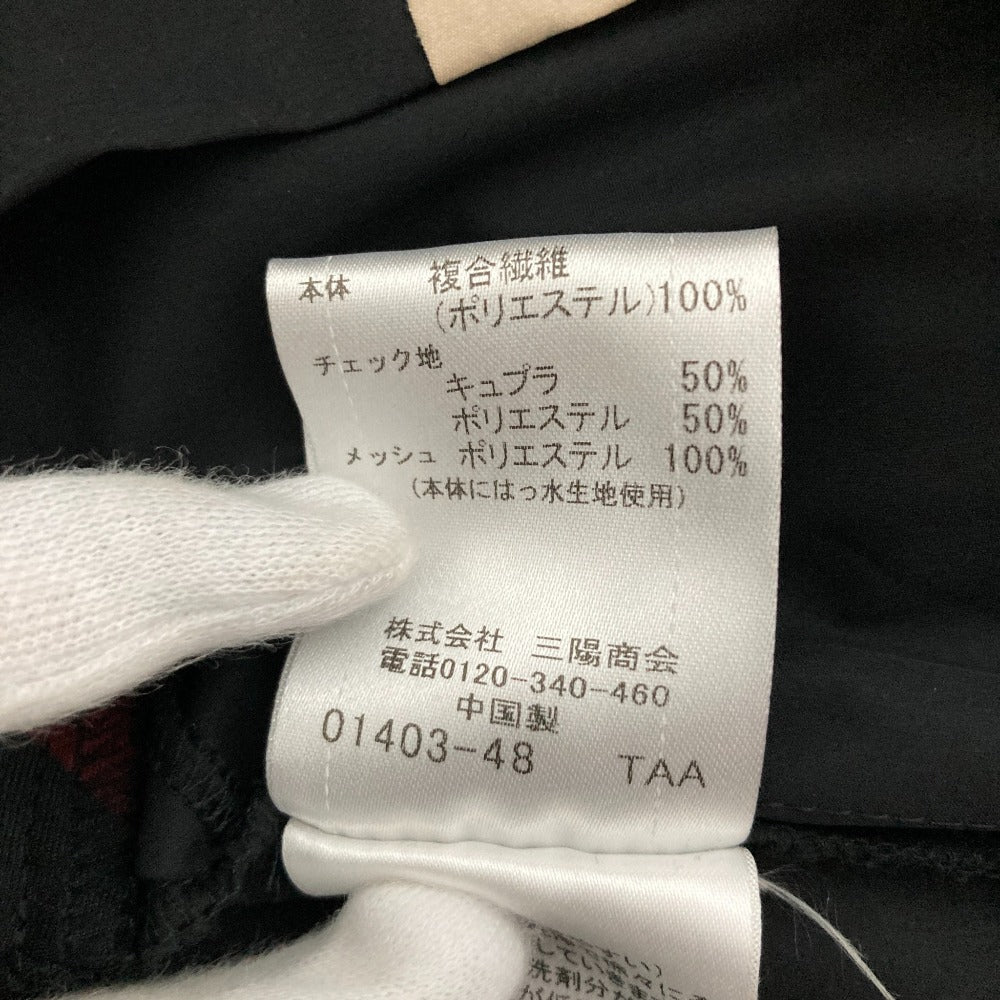 本体 複合繊維
(ポリエステル)100%
チェック地
キュプラ 50%
ポリエステル 50%
メッシュ ポリエステル 100%
(本体にはっ水生地使用)
株式会社 三陽商会
電話0120-340-460
中国製
01403-48 TAA
洗剤分